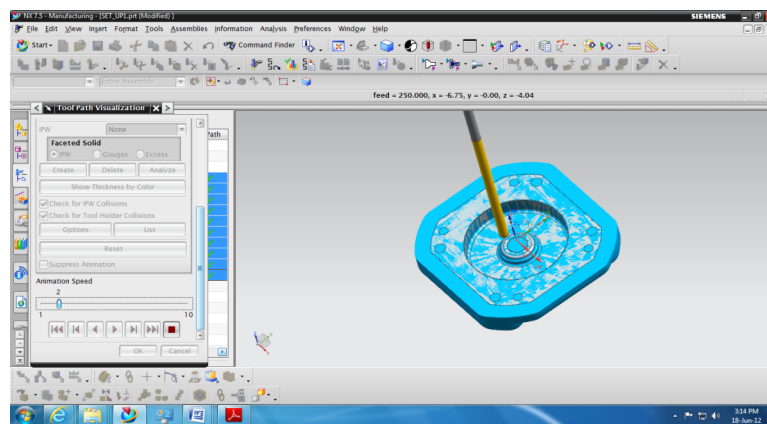 NX 7.5 - Manufacturing - [SET_UP1.prt (Modified) ]
SIEMENS
File Edit View Insert Format Tools Assemblies Information Analysis Preferences Window Help
Start Command Finder
Entire Assembly
feed = 250.000, x = -6.75, y = -0.00, z = -4.04
Tool Path Visualization
IPW None
Path
Faceted Solid
IPW Gouges Excess
Create Delete Analyze
Show Thickness by Color
Check for IPW Collisions
Check for Tool Holder Collisions
Options List
Reset
Suppress Animation
Animation Speed
2
1 10
OK Cancel
3:14 PM
18-Jun-12